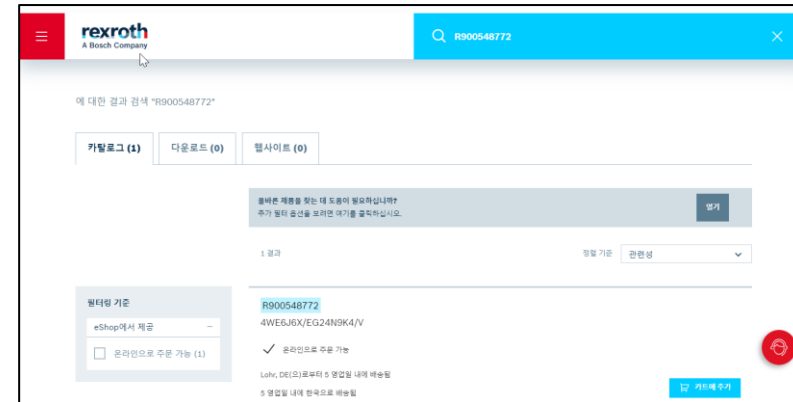 rexroth
A Bosch Company
R900548772
에 대한 결과 검색 "R900548772"
카탈로그 (1)
다운로드 (0)
웹사이트 (0)
올바른 제품을 찾는 데 도움이 필요하십니까?
추가 필터 옵션을 보려면 여기를 클릭하십시오.
열기
1 결과
정렬 기준
관련성
필터링 기준
eShop에서 제공
온라인으로 주문 가능 (1)
R900548772
4WE6J6X/EG24N9K4/V
온라인으로 주문 가능
Lohr, DE(으)로부터 5 영업일 내에 배송됨
5 영업일 내에 한국으로 배송됨
카트에 추가